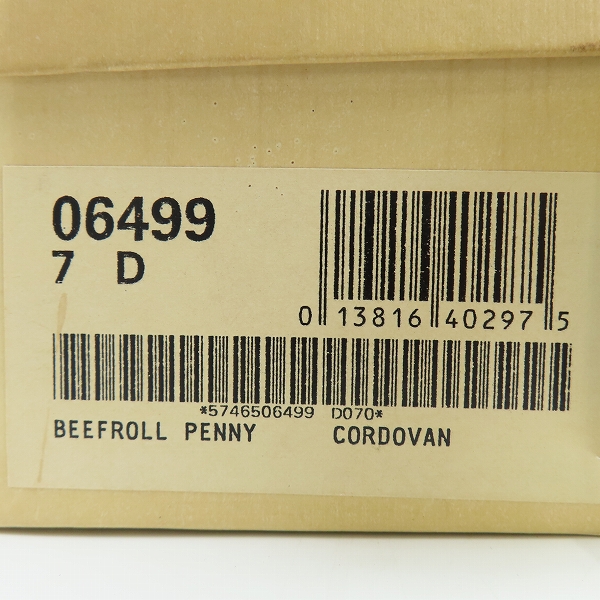 06499
7 D
0 13816 40297 5
*5746506499 D070*
BEEFROLL PENNY CORDOVAN